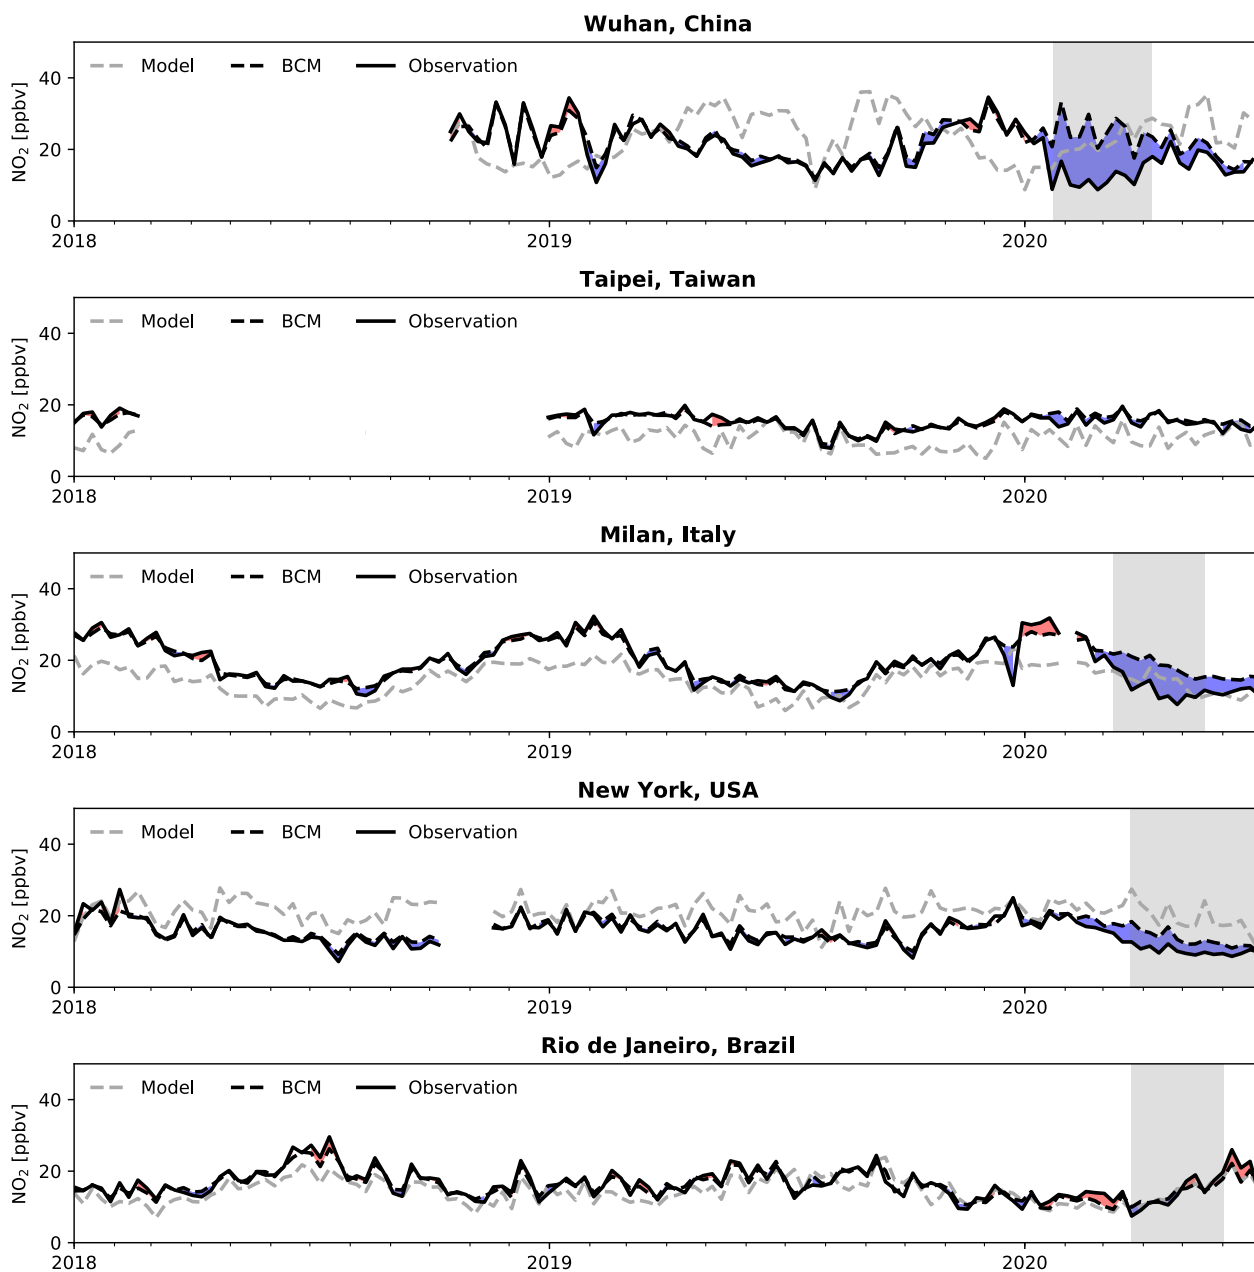 Wuhan, China
Model BCM Observation
NO₂ [ppbv]
40
20
0
2018 2019 2020
Taipei, Taiwan
Model BCM Observation
NO₂ [ppbv]
40
20
0
2018 2019 2020
Milan, Italy
Model BCM Observation
NO₂ [ppbv]
40
20
0
2018 2019 2020
New York, USA
Model BCM Observation
NO₂ [ppbv]
40
20
0
2018 2019 2020
Rio de Janeiro, Brazil
Model BCM Observation
NO₂ [ppbv]
40
20
0
2018 2019 2020